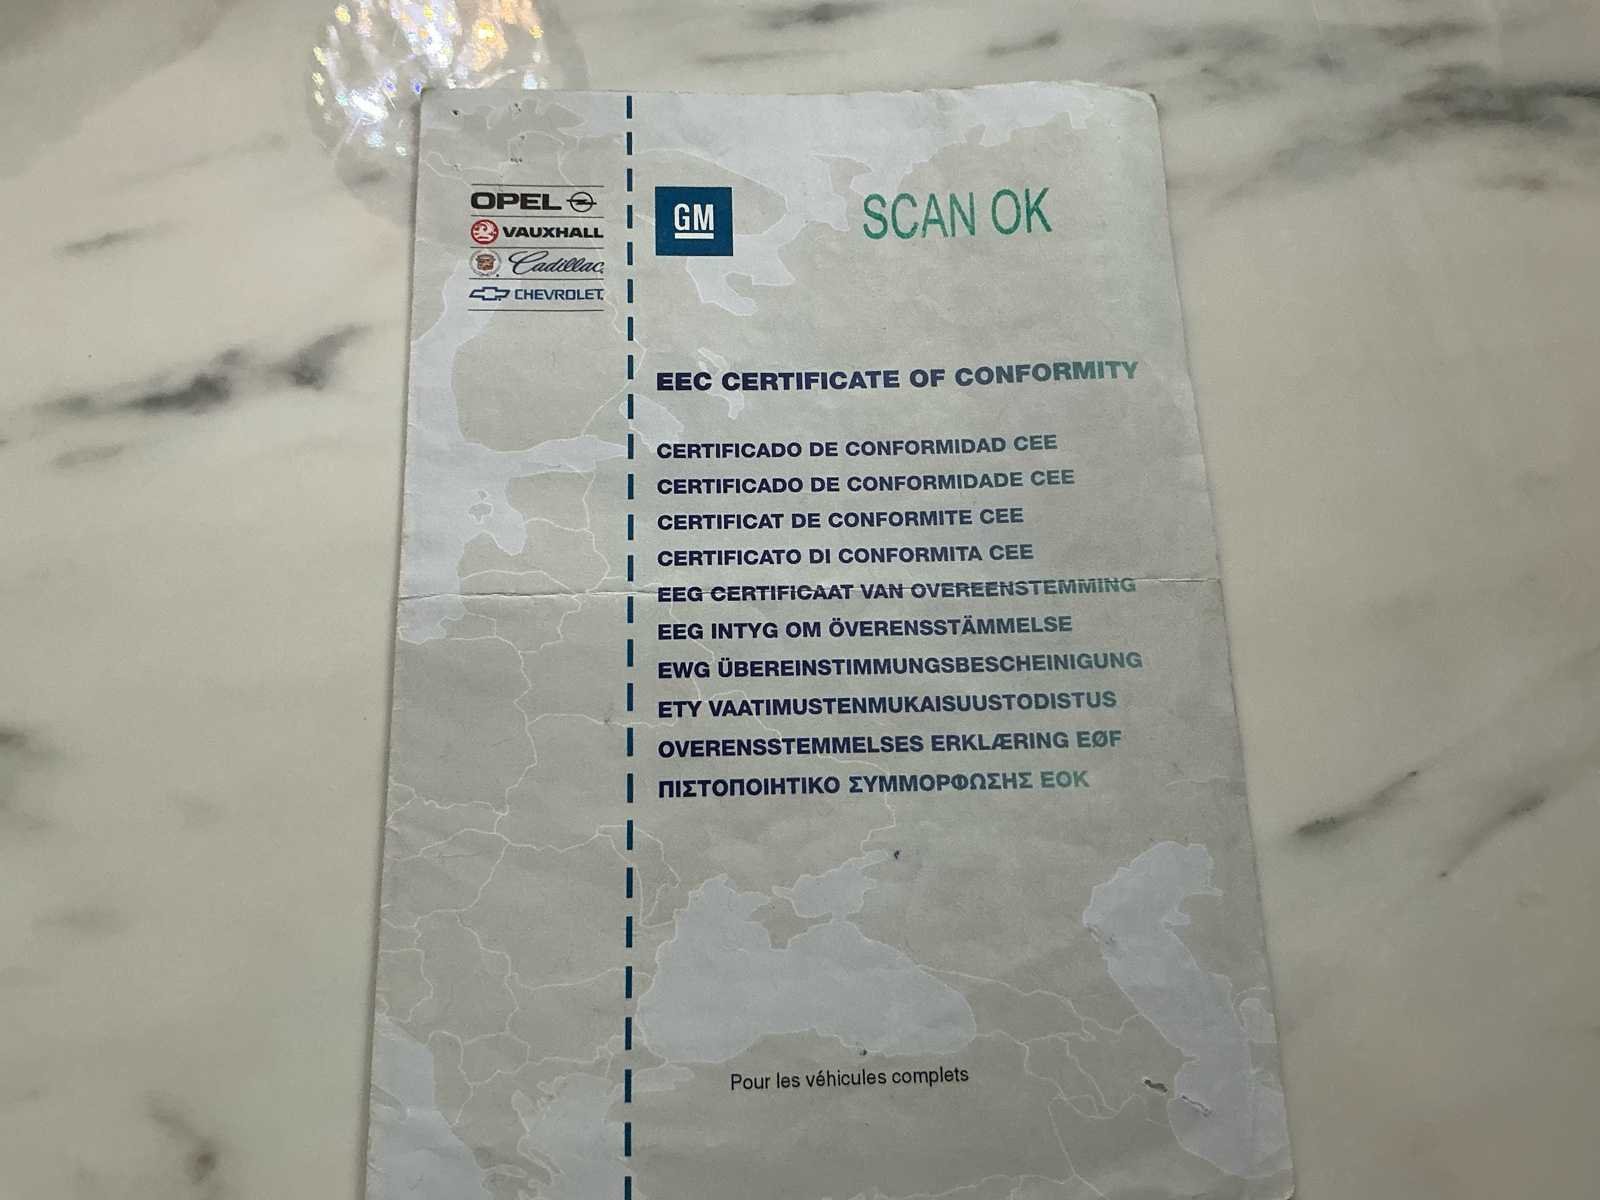 OPEL
VAUXHALL
Cadillac
CHEVROLET
GM
SCAN OK
EEC CERTIFICATE OF CONFORMITY
CERTIFICADO DE CONFORMIDAD CEE
CERTIFICADO DE CONFORMIDADE CEE
CERTIFICAT DE CONFORMITE CEE
CERTIFICATO DI CONFORMITA CEE
EEG CERTIFICAAT VAN OVEREENSTEMMING
EEG INTYG OM ÖVERENSSTÄMMELSE
EWG ÜBEREINSTIMMUNGSBESCHEINIGUNG
ETY VAATIMUSTENMUKAISUUSTODISTUS
OVERENSSTEMMELSES ERKLÆRING EØF
ΠΙΣΤΟΠΟΙΗΤΙΚΟ ΣΥΜΜΟΡΦΩΣΗΣ ΕΟΚ
Pour les véhicules complets